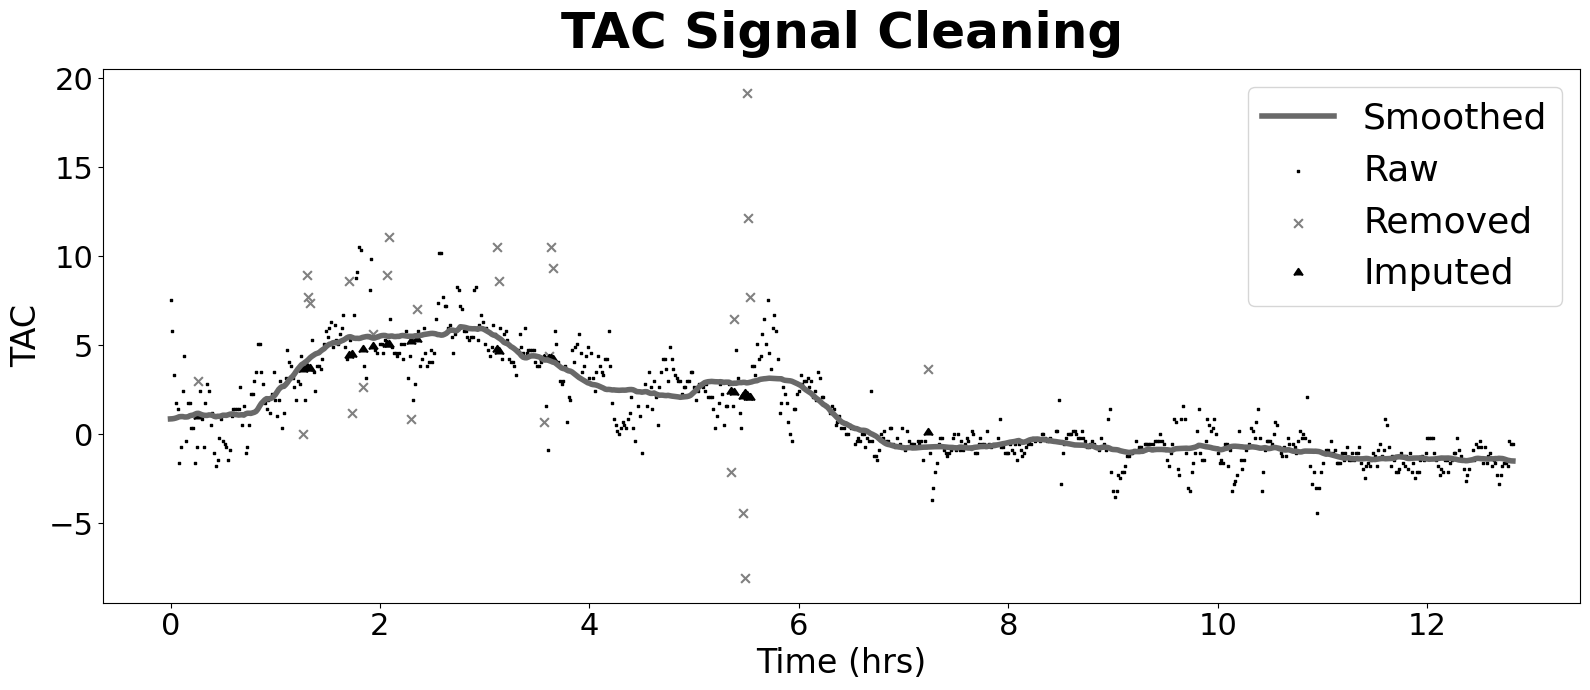 TAC Signal Cleaning
20
15
10
5
0
−5
TAC
Smoothed
Raw
Removed
Imputed
0 2 4 6 8 10 12
Time (hrs)